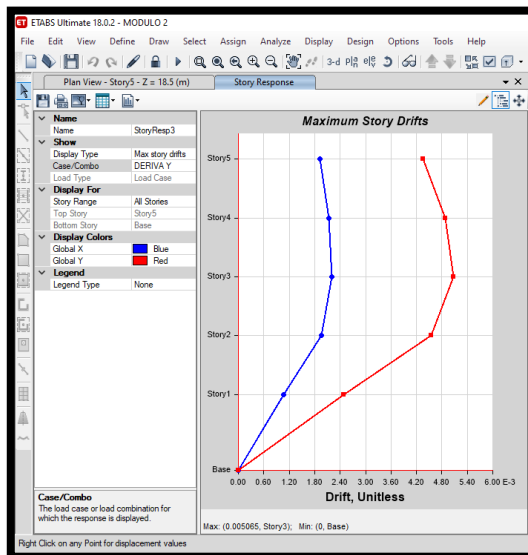 ETABS Ultimate 18.0.2 - MODULO 2
File Edit View Define Draw Select Assign Analyze Display Design Options Tools Help
3-d
Plan View - Story5 - Z = 18.5 (m)
Story Response
Name
Name StoryResp3
Show
Display Type Max story drifts
Case/Combo DERIVA Y
Load Type Load Case
Display For
Story Range All Stories
Top Story Story5
Bottom Story Base
Display Colors
Global X Blue
Global Y Red
Legend
Legend Type None
Case/Combo
The load case or load combination for
which the response is displayed.
Maximum Story Drifts
Story5
Story4
Story3
Story2
Story1
Base
0.00 0.60 1.20 1.80 2.40 3.00 3.60 4.20 4.80 5.40 6.00 E-3
Drift, Unitless
Max: (0.005065, Story3); Min: (0, Base)
Right Click on any Point for displacement values